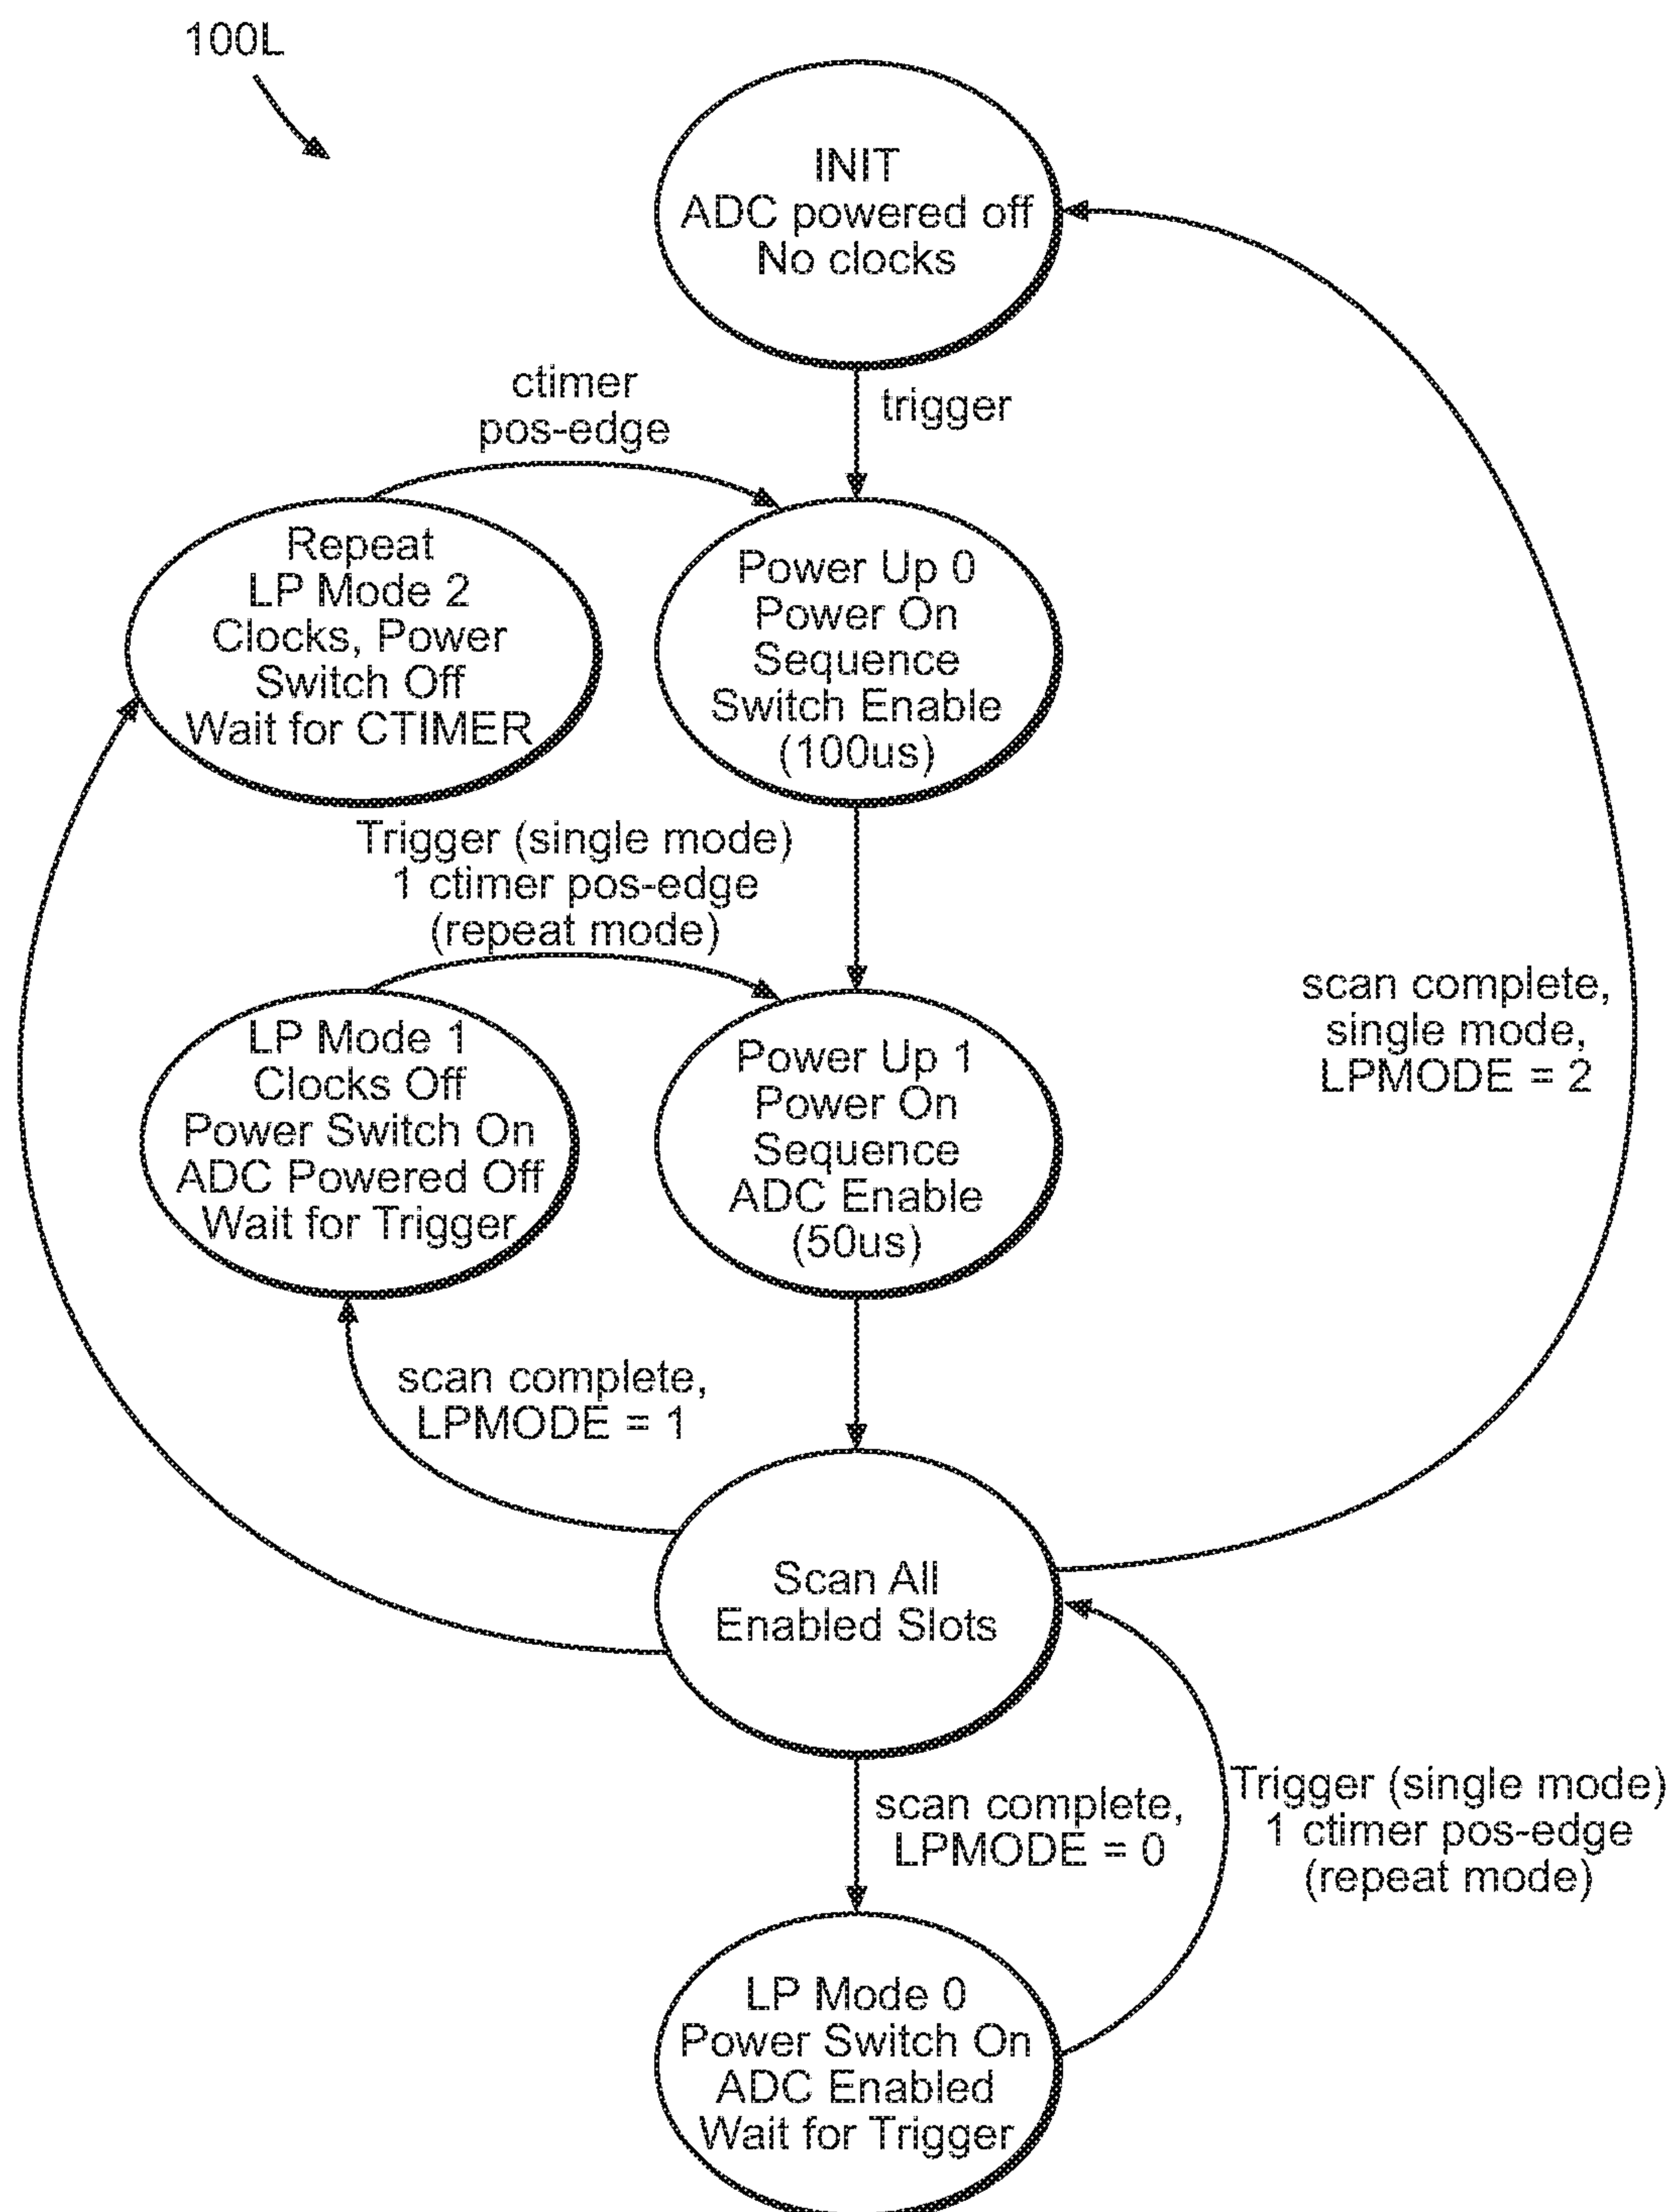 100L
INIT
ADC powered off
No clocks
ctimer
pos-edge
trigger
Repeat
LP Mode 2
Clocks, Power
Switch Off
Wait for CTIMER
Power Up 0
Power On
Sequence
Switch Enable
(100us)
Trigger (single mode)
1 ctimer pos-edge
(repeat mode)
LP Mode 1
Clocks Off
Power Switch On
ADC Powered Off
Wait for Trigger
Power Up 1
Power On
Sequence
ADC Enable
(50us)
scan complete,
single mode,
LPMODE = 2
scan complete,
LPMODE = 1
Scan All
Enabled Slots
scan complete,
LPMODE = 0
Trigger (single mode)
1 ctimer pos-edge
(repeat mode)
LP Mode 0
Power Switch On
ADC Enabled
Wait for Trigger